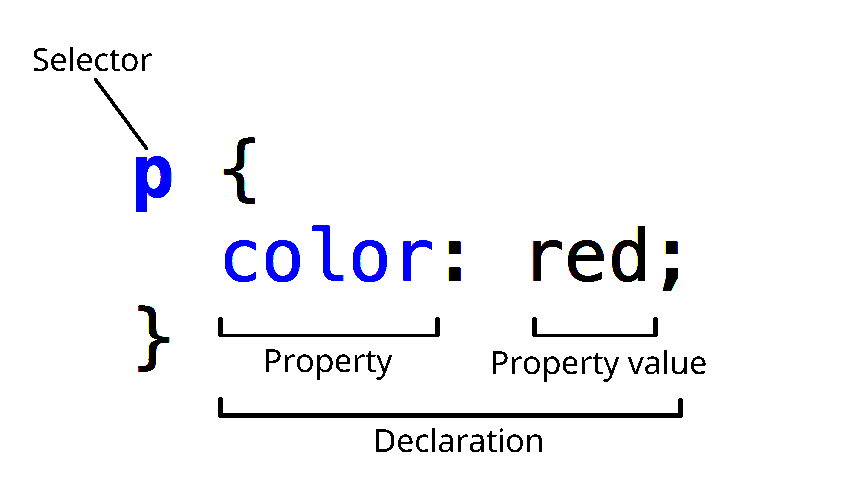 Selector
p {
color: red;
}
Property
Property value
Declaration